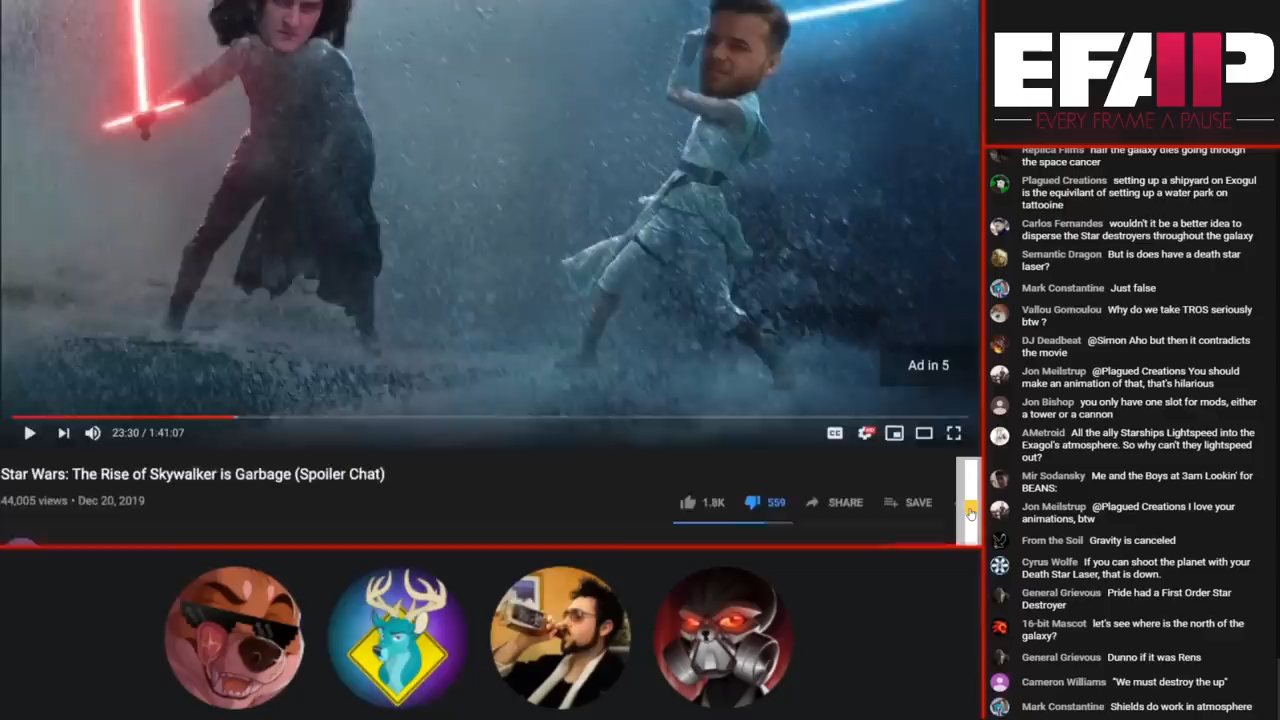 Ad in 5
23:30 / 1:41:07
CC
HD
Star Wars: The Rise of Skywalker is Garbage (Spoiler Chat)
44,005 views • Dec 20, 2019
1.8K
559
SHARE
SAVE
EFAP
EVERY FRAME A PAUSE
Replica Films half the galaxy dies going through
the space cancer
Plagued Creations setting up a shipyard on Exogul
is the equivilant of setting up a water park on
tattooine
Carlos Fernandes wouldn't it be a better idea to
disperse the Star destroyers throughout the galaxy
Semantic Dragon But is does have a death star
laser?
Mark Constantine Just false
Vallou Gomoulou Why do we take TROS seriously
btw ?
DJ Deadbeat @Simon Aho but then it contradicts
the movie
Jon Meilstrup @Plagued Creations You should
make an animation of that, that's hilarious
Jon Bishop you only have one slot for mods, either
a tower or a cannon
AMetroid All the ally Starships Lightspeed into the
Exagol's atmosphere. So why can't they lightspeed
out?
Mir Sodansky Me and the Boys at 3am Lookin' for
BEANS:
Jon Meilstrup @Plagued Creations I love your
animations, btw
From the Soil Gravity is canceled
Cyrus Wolfe If you can shoot the planet with your
Death Star Laser, that is down.
General Grievous Pride had a First Order Star
Destroyer
16-bit Mascot let's see where is the north of the
galaxy?
General Grievous Dunno if it was Rens
Cameron Williams "We must destroy the up"
Mark Constantine Shields do work in atmosphere